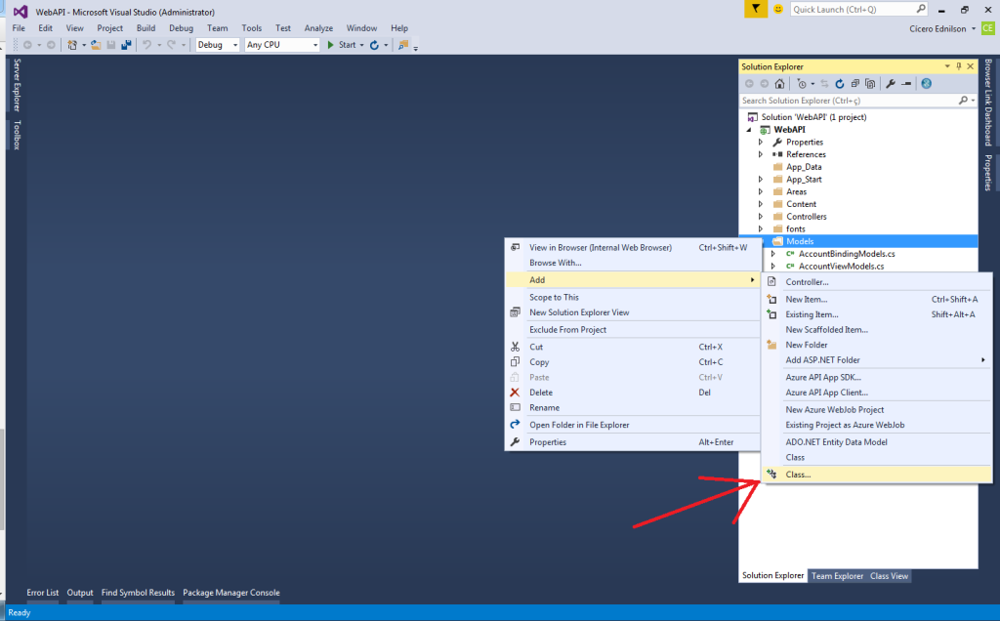 WebAPI - Microsoft Visual Studio (Administrator)
Quick Launch (Ctrl+Q)
File Edit View Project Build Debug Team Tools Test Analyze Window Help
Cícero Ednilson
CE
Debug Any CPU Start
Server Explorer
Toolbox
Solution Explorer
Search Solution Explorer (Ctrl+ç)
Solution 'WebAPI' (1 project)
WebAPI
Properties
References
App_Data
App_Start
Areas
Content
Controllers
fonts
Models
AccountBindingModels.cs
AccountViewModels.cs
Browser Link Dashboard
Properties
View in Browser (Internal Web Browser) Ctrl+Shift+W
Browse With...
Add
Scope to This
New Solution Explorer View
Exclude From Project
Cut Ctrl+X
Copy Ctrl+C
Paste Ctrl+V
Delete Del
Rename
Open Folder in File Explorer
Properties Alt+Enter
Controller...
New Item... Ctrl+Shift+A
Existing Item... Shift+Alt+A
New Scaffolded Item...
New Folder
Add ASP.NET Folder
Azure API App SDK...
Azure API App Client...
New Azure WebJob Project
Existing Project as Azure WebJob
ADO.NET Entity Data Model
Class
Class...
Solution Explorer Team Explorer Class View
Error List Output Find Symbol Results Package Manager Console
Ready